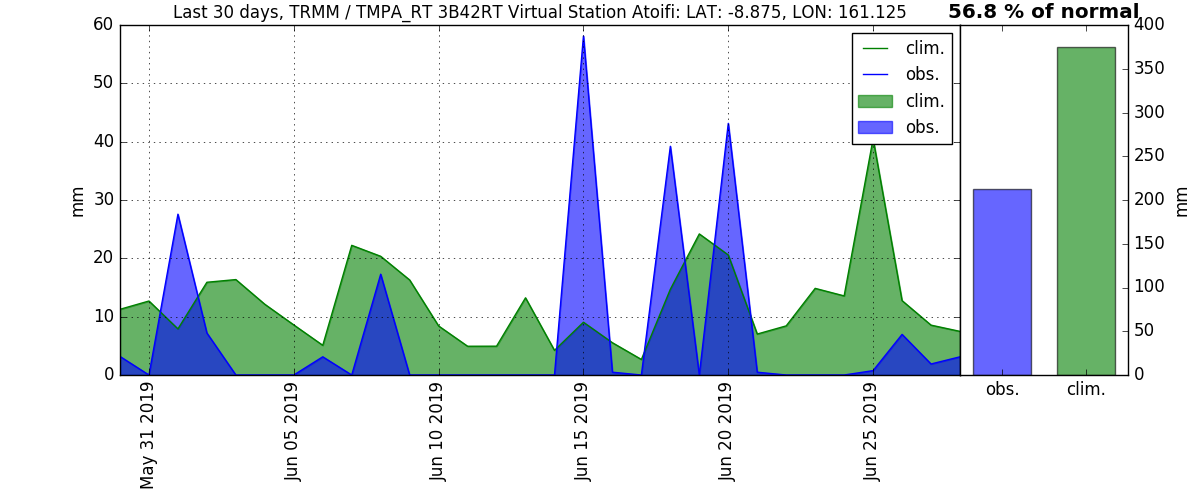 Last 30 days, TRMM / TMPA_RT 3B42RT Virtual Station Atoifi: LAT: -8.875, LON: 161.125
56.8 % of normal
60
50
40
30
20
10
0
mm
clim.
obs.
clim.
obs.
May 31 2019
Jun 05 2019
Jun 10 2019
Jun 15 2019
Jun 20 2019
Jun 25 2019
400
350
300
250
200
150
100
50
0
mm
obs.
clim.